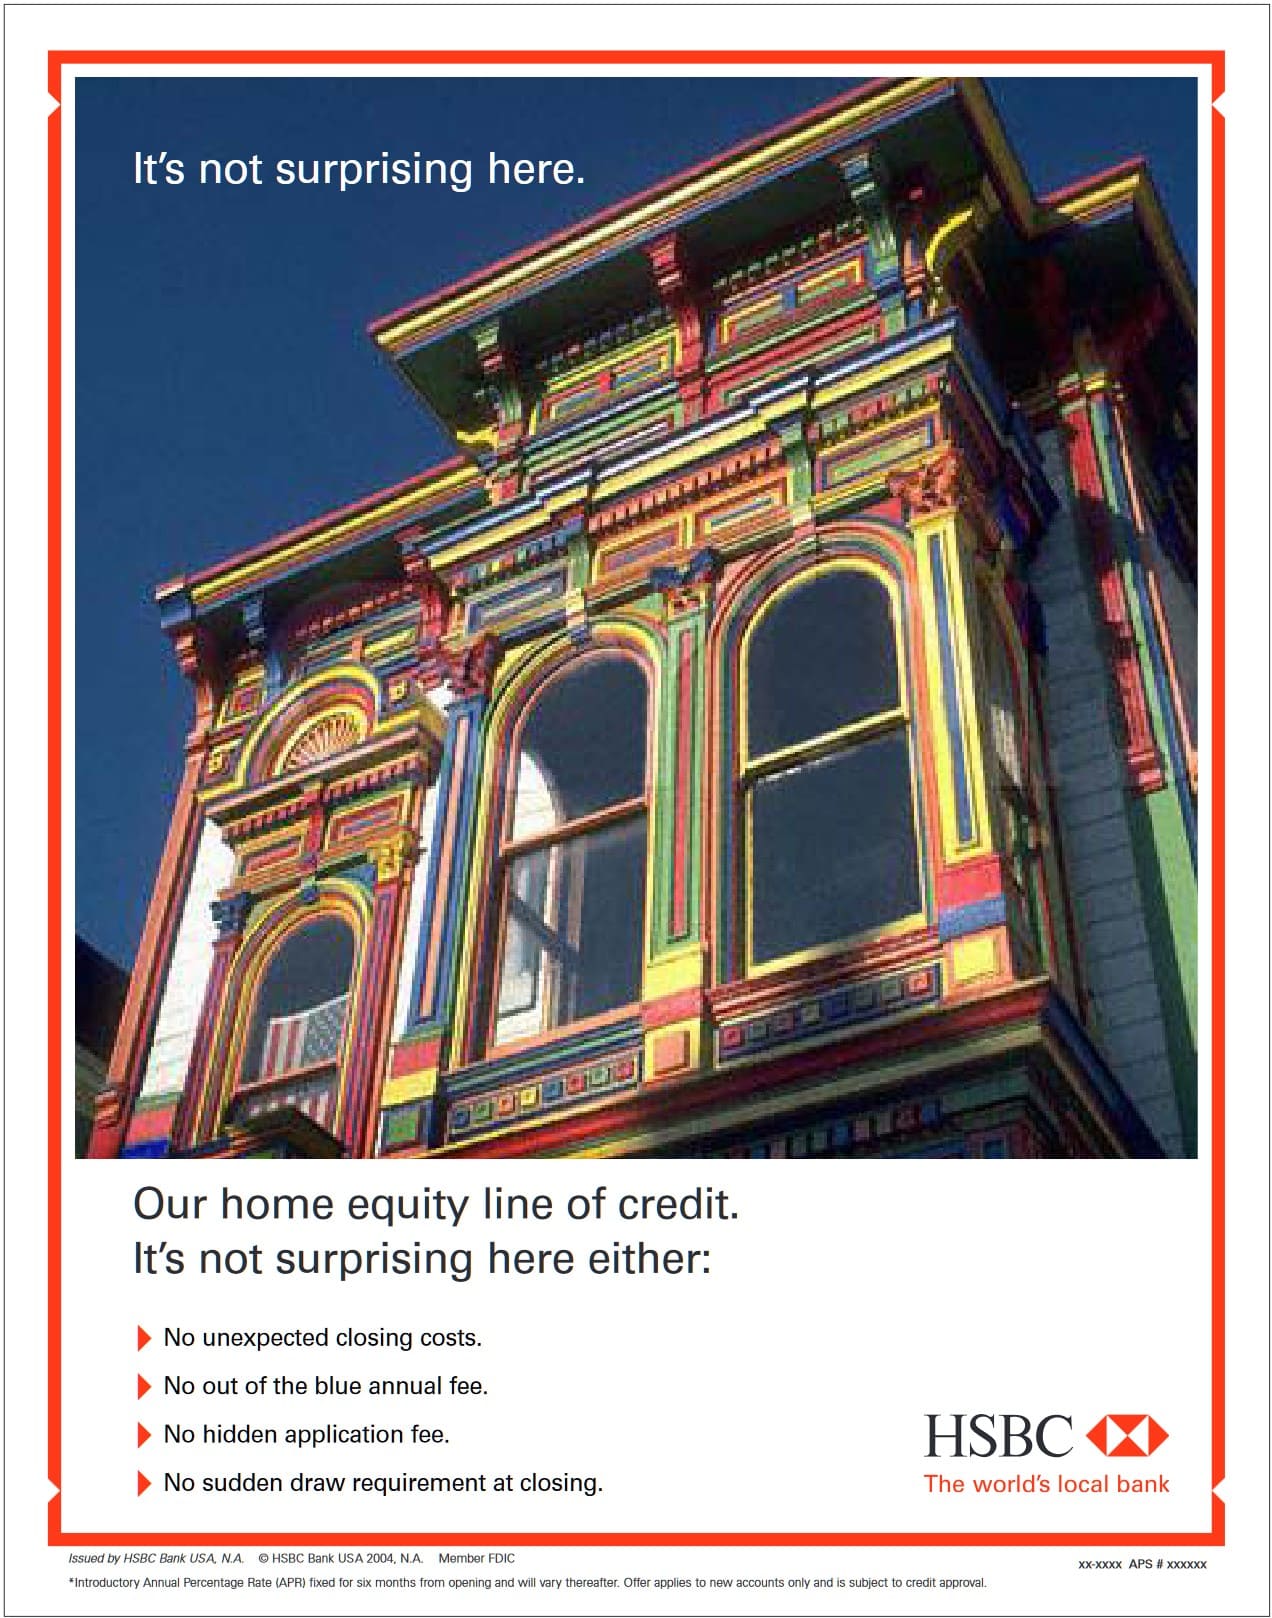 It's not surprising here.
Our home equity line of credit.
It's not surprising here either:
No unexpected closing costs.
No out of the blue annual fee.
No hidden application fee.
No sudden draw requirement at closing.
HSBC
The world's local bank
Issued by HSBC Bank USA, N.A. © HSBC Bank USA 2004, N.A. Member FDIC
xx-xxxx APS # xxxxxx
*Introductory Annual Percentage Rate (APR) fixed for six months from opening and will vary thereafter. Offer applies to new accounts only and is subject to credit approval.